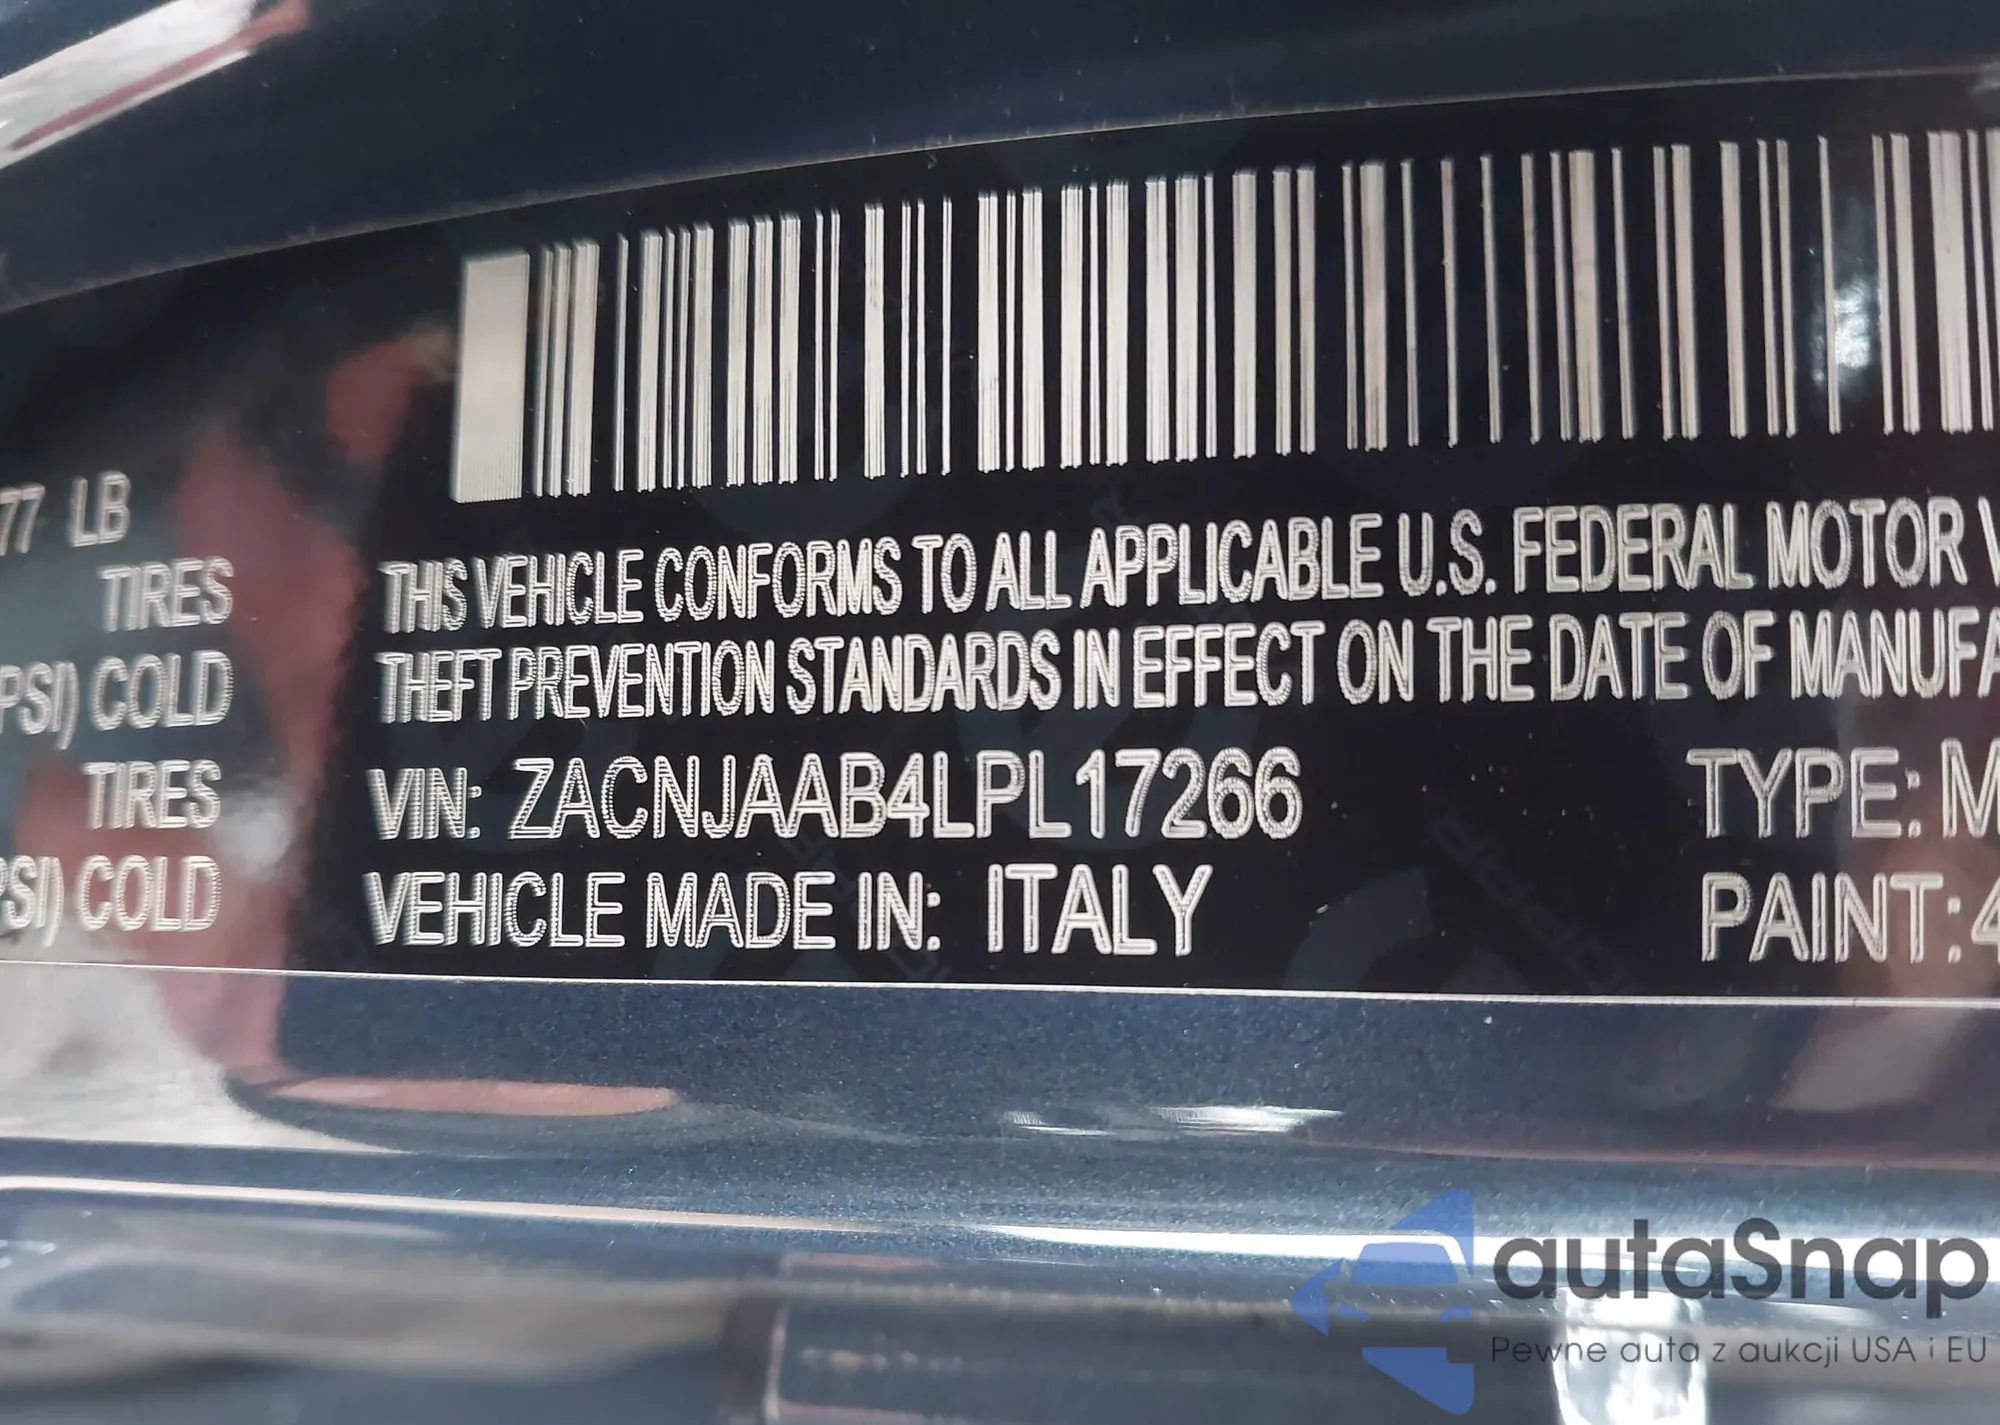 77 LB
TIRES
PSI) COLD
TIRES
PSI) COLD
THIS VEHICLE CONFORMS TO ALL APPLICABLE U.S. FEDERAL MOTOR V
THEFT PREVENTION STANDARDS IN EFFECT ON THE DATE OF MANUFA
VIN: ZACNJAAB4LPL17266
TYPE: M
VEHICLE MADE IN: ITALY
PAINT:4
autaSnap
Pewne auta z aukcji USA i EU